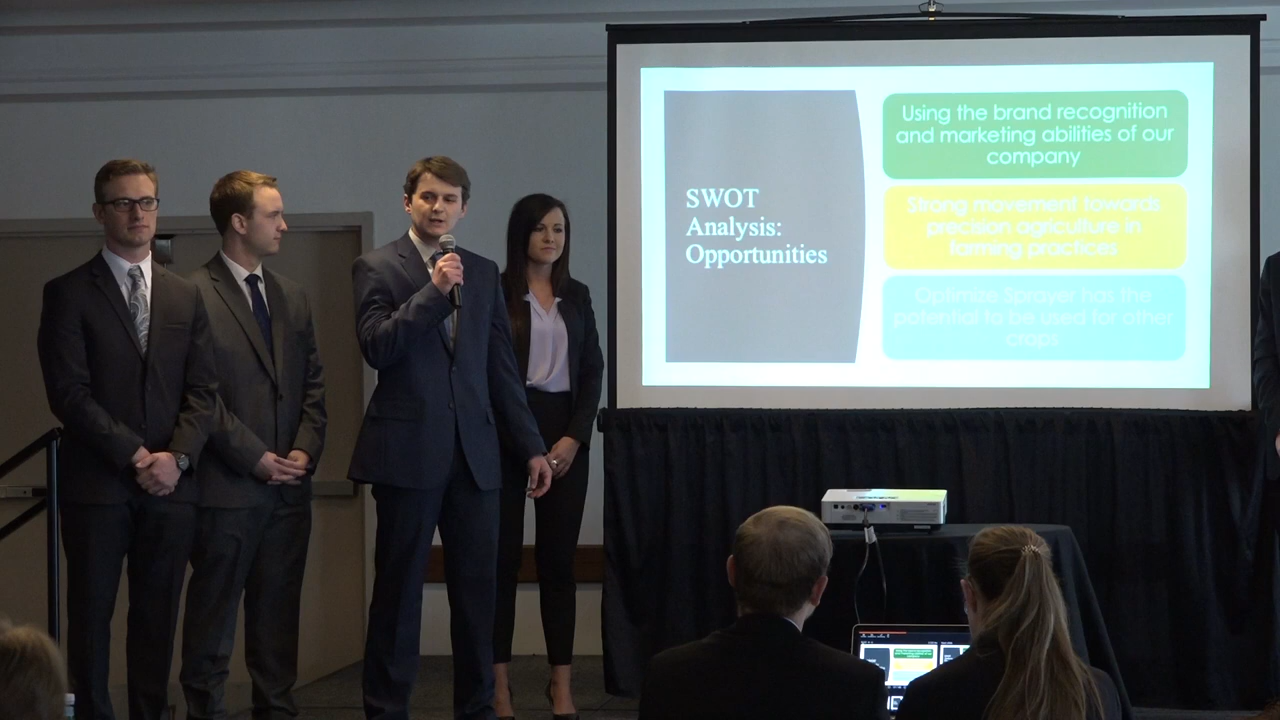 SWOT
Analysis:
Opportunities
Using the brand recognition
and marketing abilities of our
company
Strong movement towards
precision agriculture in
farming practices
Optimize Sprayer has the
potential to be used for other
crops